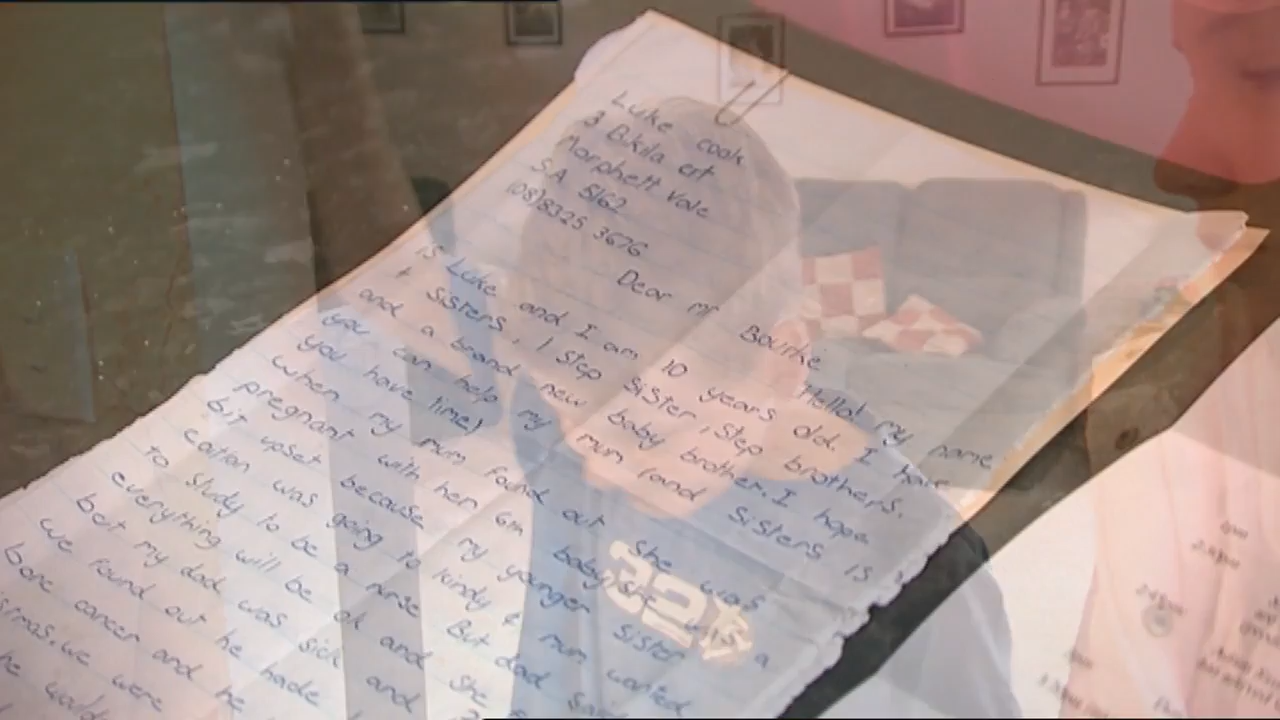 Luke cook
3 Bikila crt
Morphett Vale
S.A 5162
(08)8325 3676
Dear mr Bourke
Hello! my name
is Luke and I am 10 years old. I have
4 sisters, 1 step sister, step brothers,
and a brand new baby brother. I hope
you can help my mum (and sisters is
you have time)
when my mum found out she was
pregnant with her 6th baby she was a
bit upset because my younger sister
was going to kindy & mum wanted
to study to be a nurse But dad said
everything will be ok and she
but my dad was sick and
we found out he hade
bone cancer and he
we were
he would